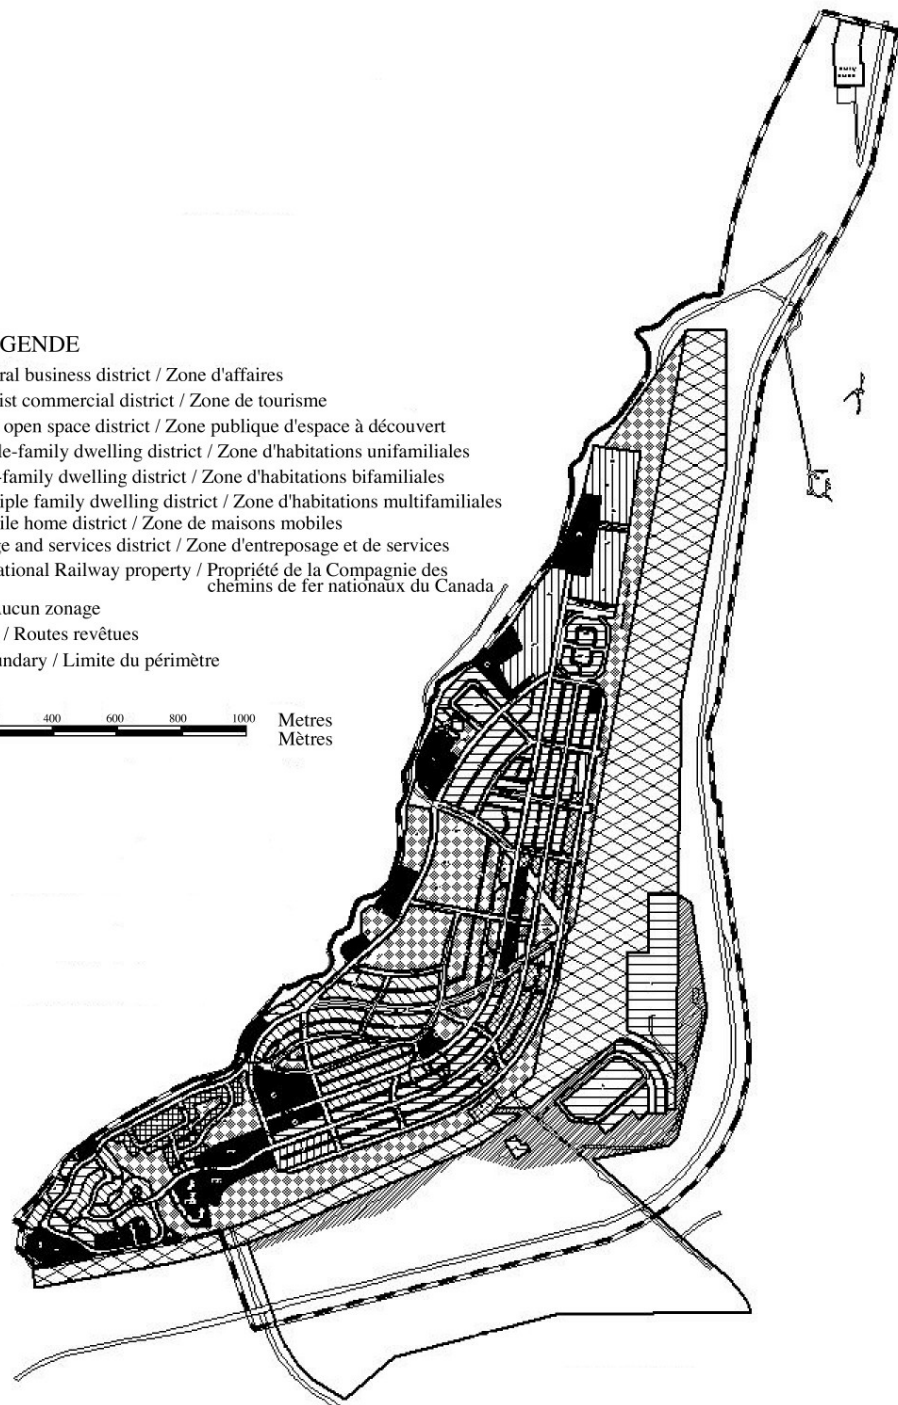 GENDE
ral business district / Zone d'affaires
ist commercial district / Zone de tourisme
open space district / Zone publique d'espace à découvert
le-family dwelling district / Zone d'habitations unifamiliales
-family dwelling district / Zone d'habitations bifamiliales
iple family dwelling district / Zone d'habitations multifamiliales
ile home district / Zone de maisons mobiles
ge and services district / Zone d'entreposage et de services
ational Railway property / Propriété de la Compagnie des
chemins de fer nationaux du Canada
Aucun zonage
/ Routes revêtues
undary / Limite du périmètre
400 600 800 1000 Metres
Mètres